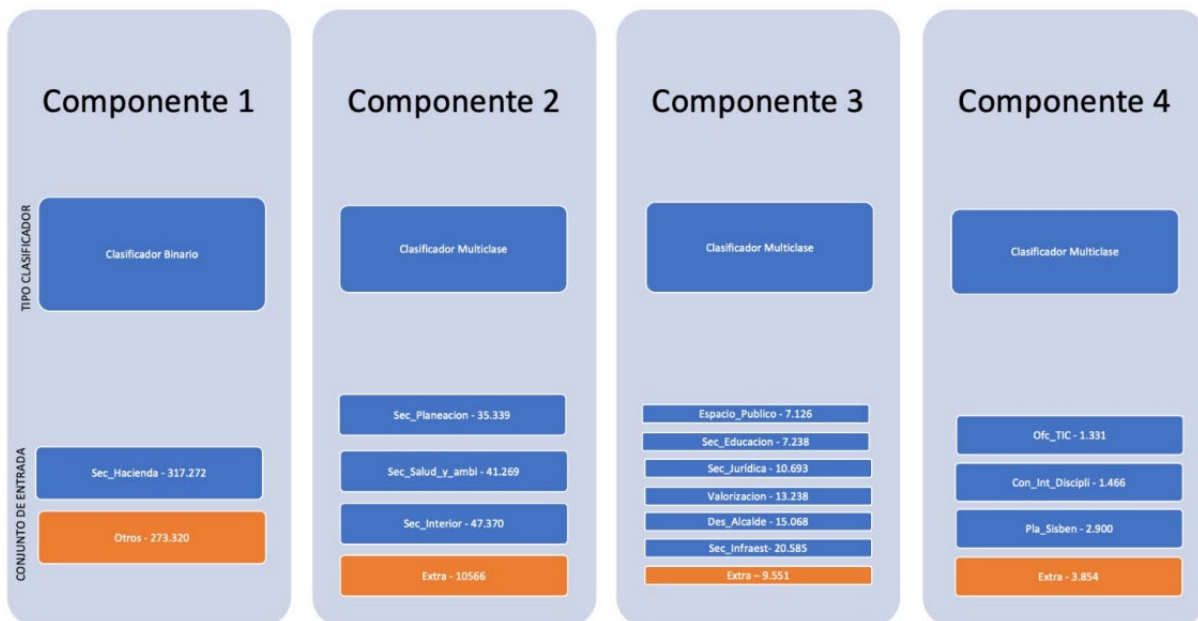 Componente 1
Componente 2
Componente 3
Componente 4
TIPO CLASIFICADOR
Clasificador Binario
Clasificador Multiclase
Clasificador Multiclase
Clasificador Multiclase
CONJUNTO DE ENTRADA
Sec_Hacienda - 317.272
Otros - 273.320
Sec_Planeacion - 35.339
Sec_Salud_y_ambi - 41.269
Sec_Interior - 47.370
Extra - 10566
Espacio_Publico - 7.126
Sec_Educacion - 7.238
Sec_Jurídica - 10.693
Valorizacion - 13.238
Des_Alcalde - 15.068
Sec_Infraest- 20.585
Extra – 9.551
Ofc_TIC - 1.331
Con_Int_Discipli - 1.466
Pla_Sisben - 2.900
Extra - 3.854